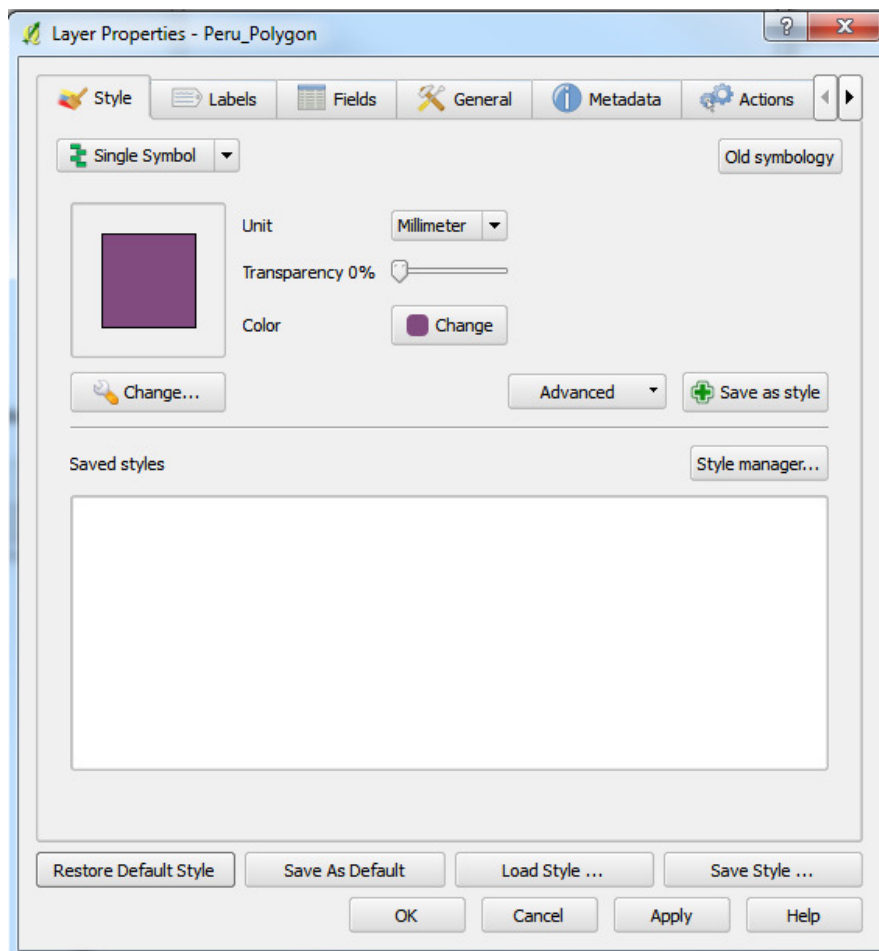 Layer Properties - Peru_Polygon
Style Labels Fields General Metadata Actions
Single Symbol Old symbology
Unit Millimeter
Transparency 0%
Color Change
Change... Advanced Save as style
Saved styles Style manager...
Restore Default Style Save As Default Load Style ... Save Style ...
OK Cancel Apply Help